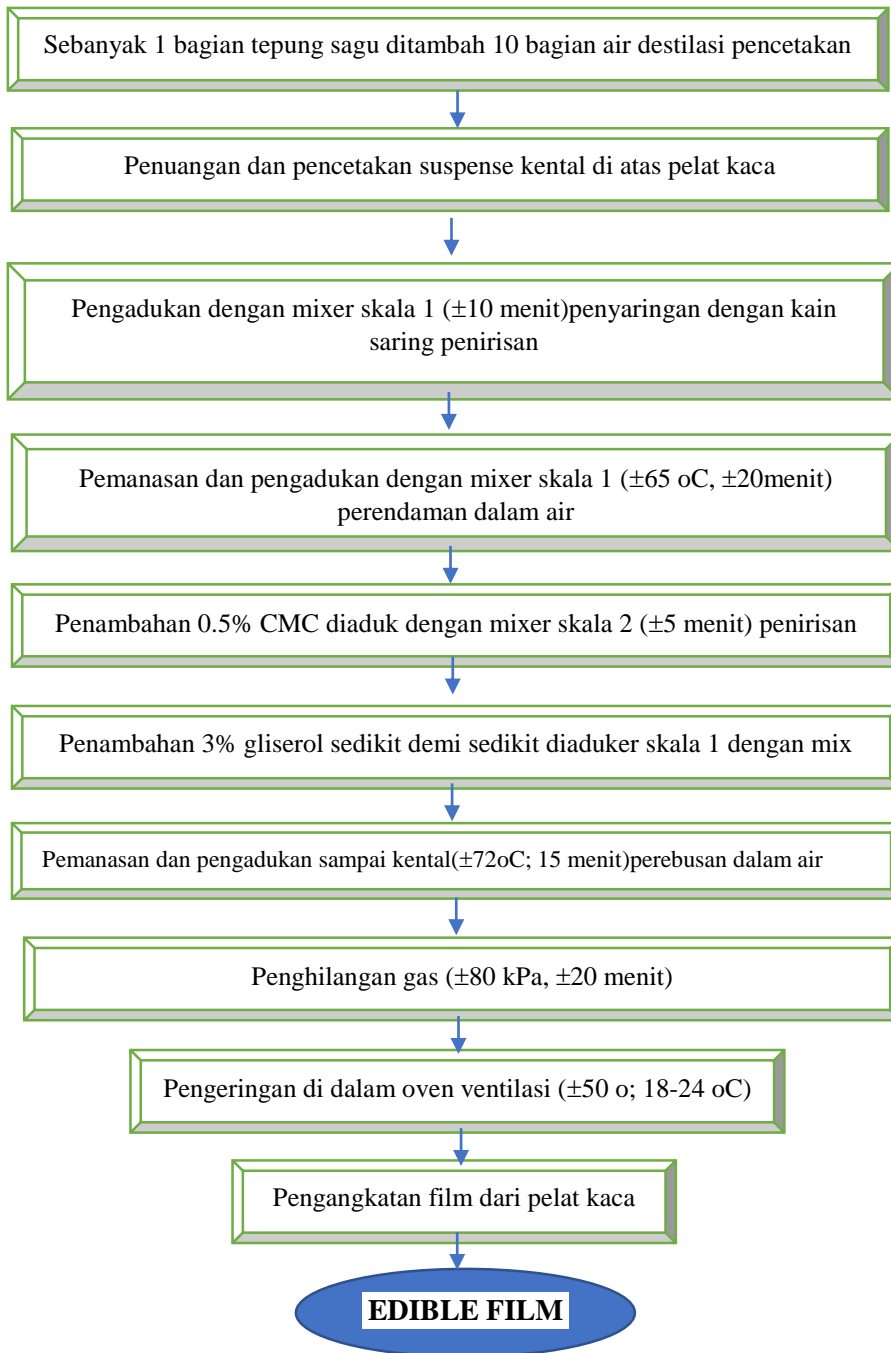 Sebanyak 1 bagian tepung sagu ditambah 10 bagian air destilasi pencetakan
Penuangan dan pencetakan suspense kental di atas pelat kaca
Pengadukan dengan mixer skala 1 (±10 menit)penyaringan dengan kain
saring penirisan
Pemanasan dan pengadukan dengan mixer skala 1 (±65 oC, ±20menit)
perendaman dalam air
Penambahan 0.5% CMC diaduk dengan mixer skala 2 (±5 menit) penirisan
Penambahan 3% gliserol sedikit demi sedikit diaduker skala 1 dengan mix
Pemanasan dan pengadukan sampai kental(±72oC; 15 menit)perebusan dalam air
Penghilangan gas (±80 kPa, ±20 menit)
Pengeringan di dalam oven ventilasi (±50 o; 18-24 oC)
Pengangkatan film dari pelat kaca
EDIBLE FILM